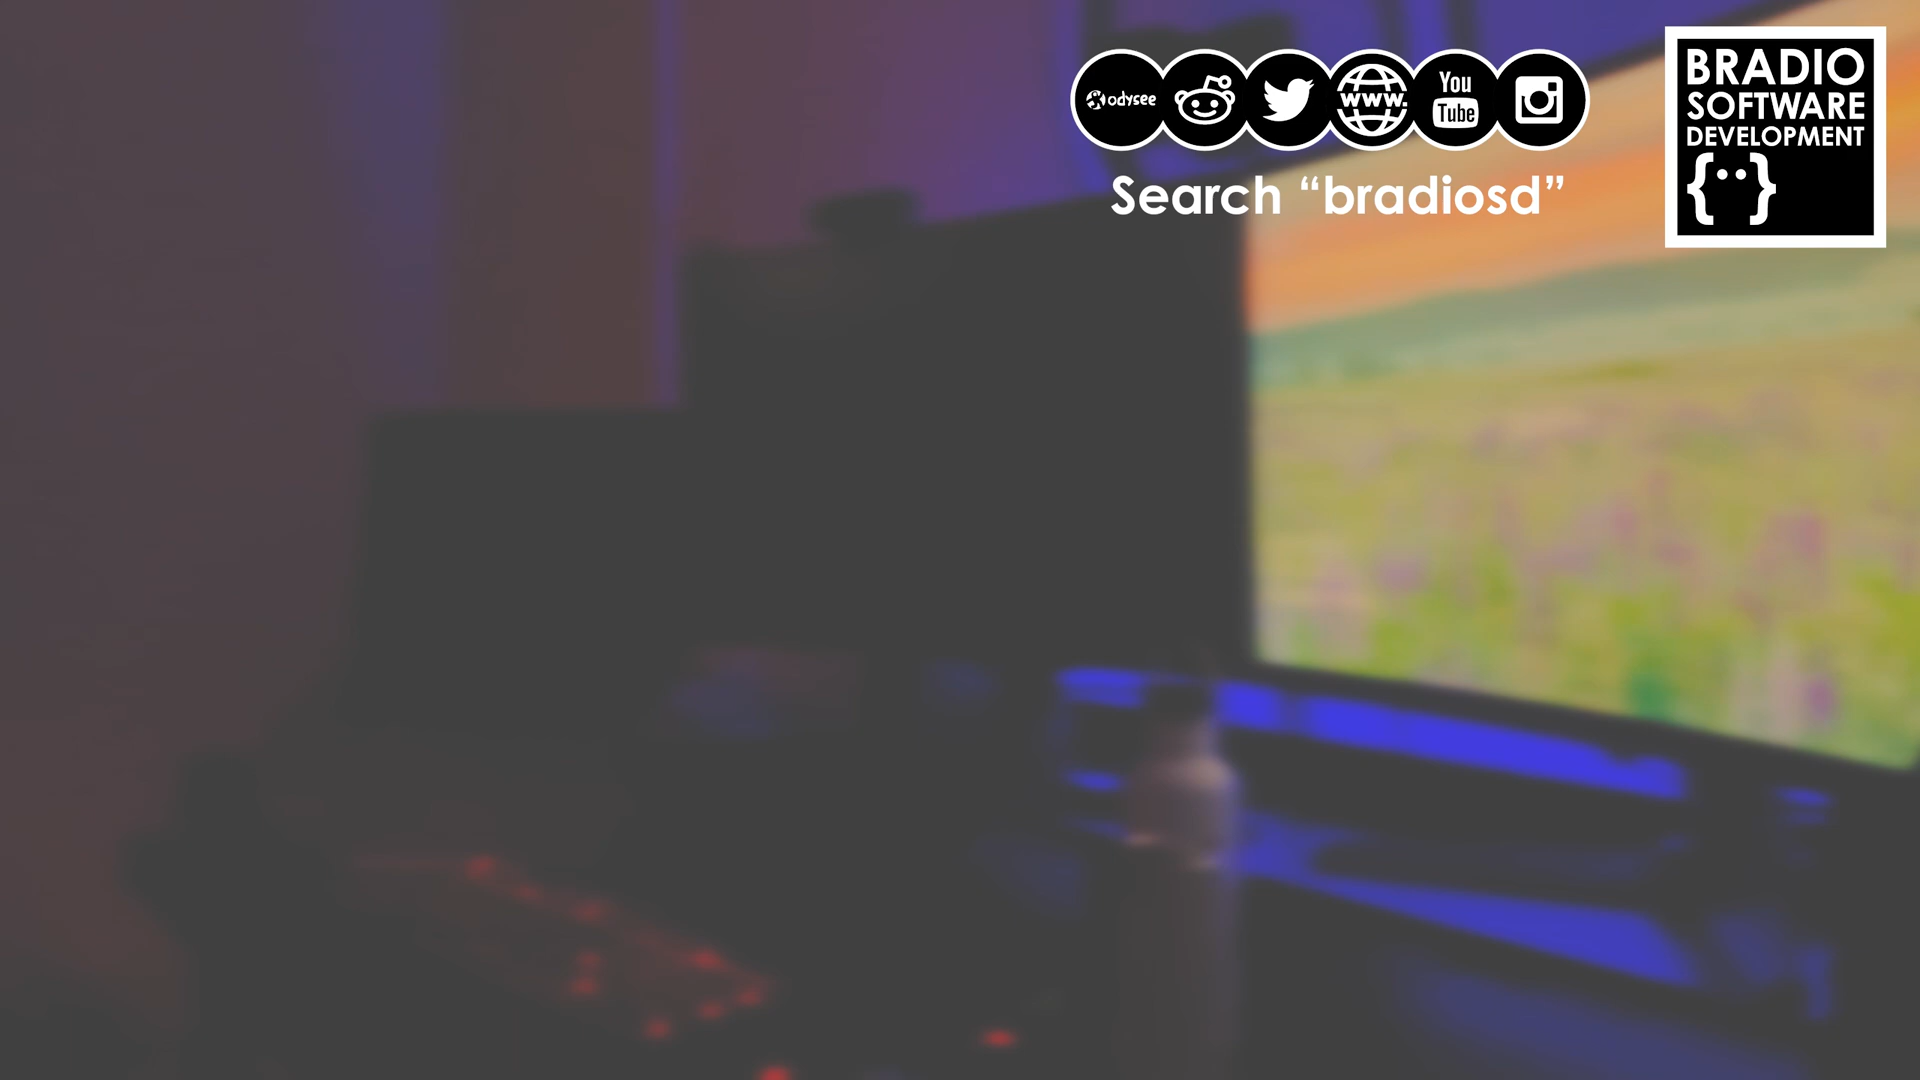 odysee
www.
You
Tube
Search “bradiosd”
BRADIO
SOFTWARE
DEVELOPMENT
{··}